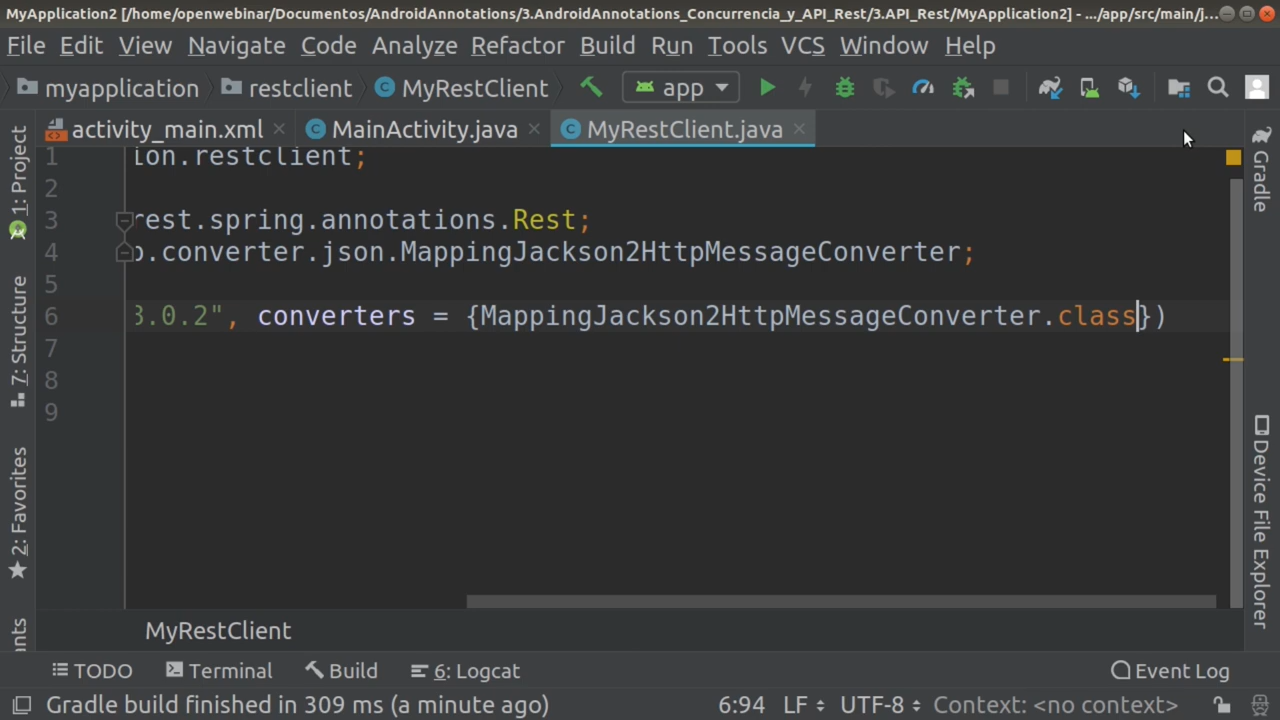 MyApplication2 [/home/openwebinar/Documentos/AndroidAnnotations/3.AndroidAnnotations_Concurrencia_y_API_Rest/3.API_Rest/MyApplication2] - .../app/src/main/j...
File Edit View Navigate Code Analyze Refactor Build Run Tools VCS Window Help
myapplication restclient MyRestClient app
activity_main.xml MainActivity.java MyRestClient.java
1 ion.restclient;
2
3 rest.spring.annotations.Rest;
4 p.converter.json.MappingJackson2HttpMessageConverter;
5
6 3.0.2", converters = {MappingJackson2HttpMessageConverter.class})
7
8
9
1: Project
7: Structure
2: Favorites
ants
Gradle
Device File Explorer
MyRestClient
TODO Terminal Build 6: Logcat Event Log
Gradle build finished in 309 ms (a minute ago) 6:94 LF UTF-8 Context: <no context>